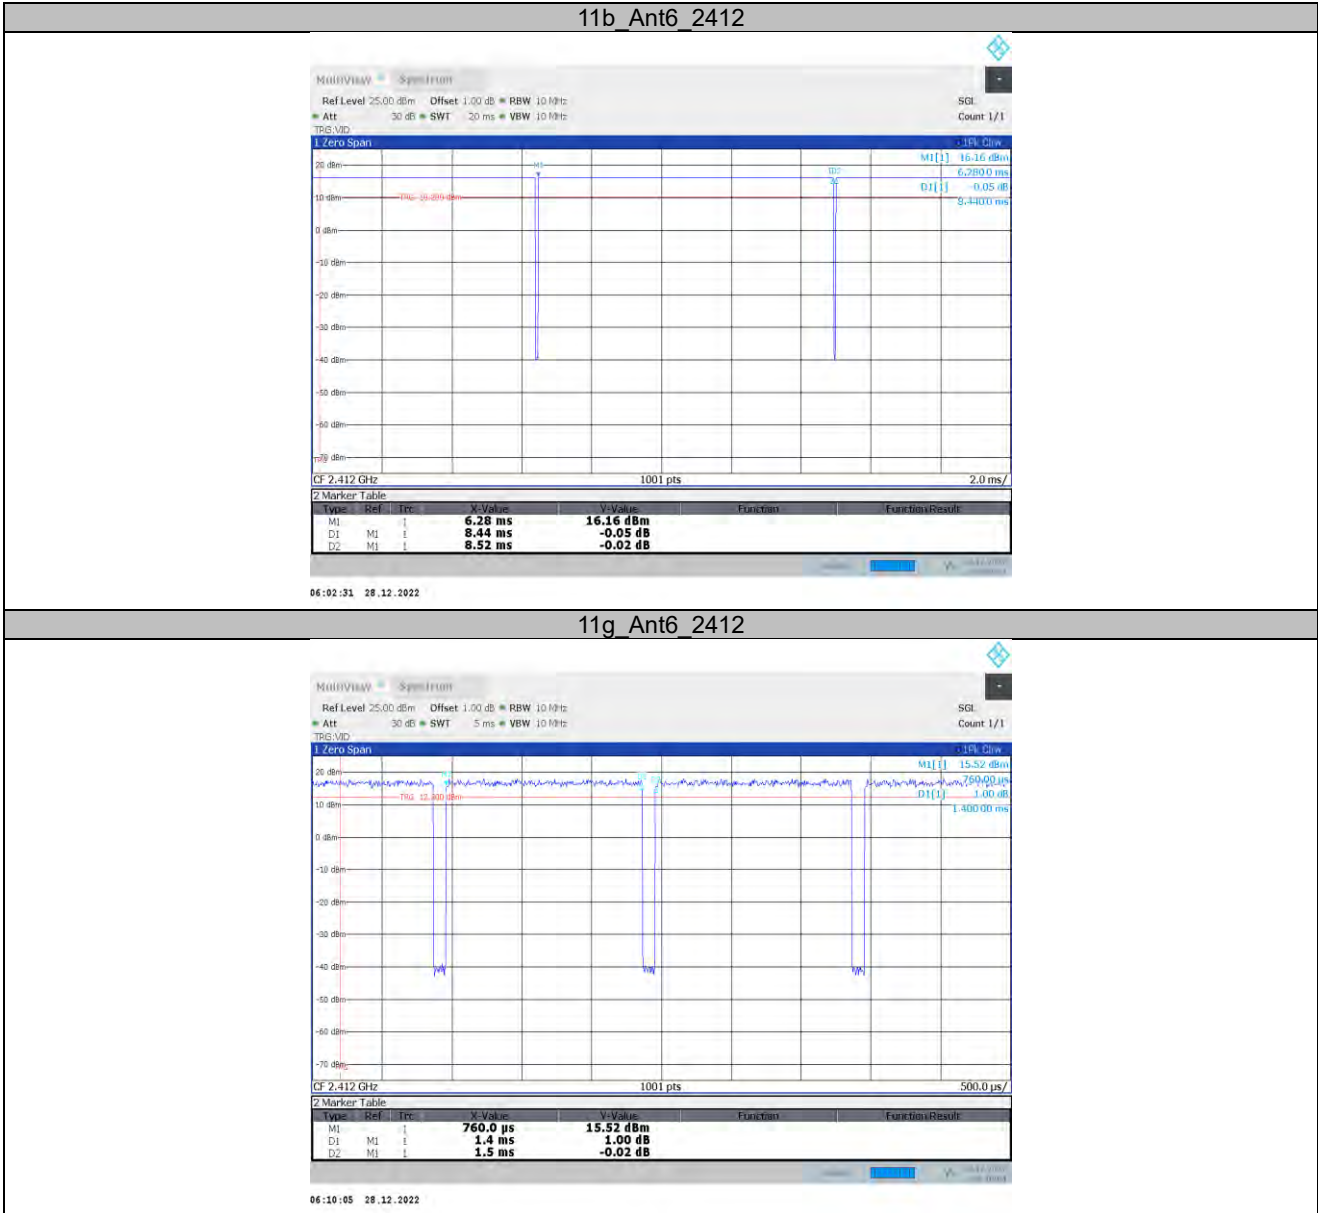 11b_Ant6_2412
MultiView Spectrum
Ref Level 25.00 dBm Offset 1.00 dB RBW 10 MHz SGL
Att 30 dB SWT 20 ms VBW 10 MHz Count 1/1
TRG:VID
1 Zero Span 1Pk Clrw
M1[1] 16.16 dBm
20 dBm M1 6.2800 ms
D2
D1[1] -0.05 dB
10 dBm 8.4400 ms
0 dBm
-10 dBm
-20 dBm
-30 dBm
-40 dBm
-50 dBm
-60 dBm
-70 dBm
CF 2.412 GHz 1001 pts 2.0 ms/
2 Marker Table
Type Ref Trc X-Value Y-Value Function Function Result
M1 1 6.28 ms 16.16 dBm
D1 M1 1 8.44 ms -0.05 dB
D2 M1 1 8.52 ms -0.02 dB
06:02:31 28.12.2022
11g_Ant6_2412
MultiView Spectrum
Ref Level 25.00 dBm Offset 1.00 dB RBW 10 MHz SGL
Att 30 dB SWT 5 ms VBW 10 MHz Count 1/1
TRG:VID
1 Zero Span 1Pk Clrw
M1[1] 15.52 dBm
20 dBm 760.00 µs
D1[1] 1.00 dB
TRG 12.300 dBm
10 dBm 1.40000 ms
0 dBm
-10 dBm
-20 dBm
-30 dBm
-40 dBm
-50 dBm
-60 dBm
-70 dBm
CF 2.412 GHz 1001 pts 500.0 µs/
2 Marker Table
Type Ref Trc X-Value Y-Value Function Function Result
M1 1 760.0 µs 15.52 dBm
D1 M1 1 1.4 ms 1.00 dB
D2 M1 1 1.5 ms -0.02 dB
06:10:05 28.12.2022